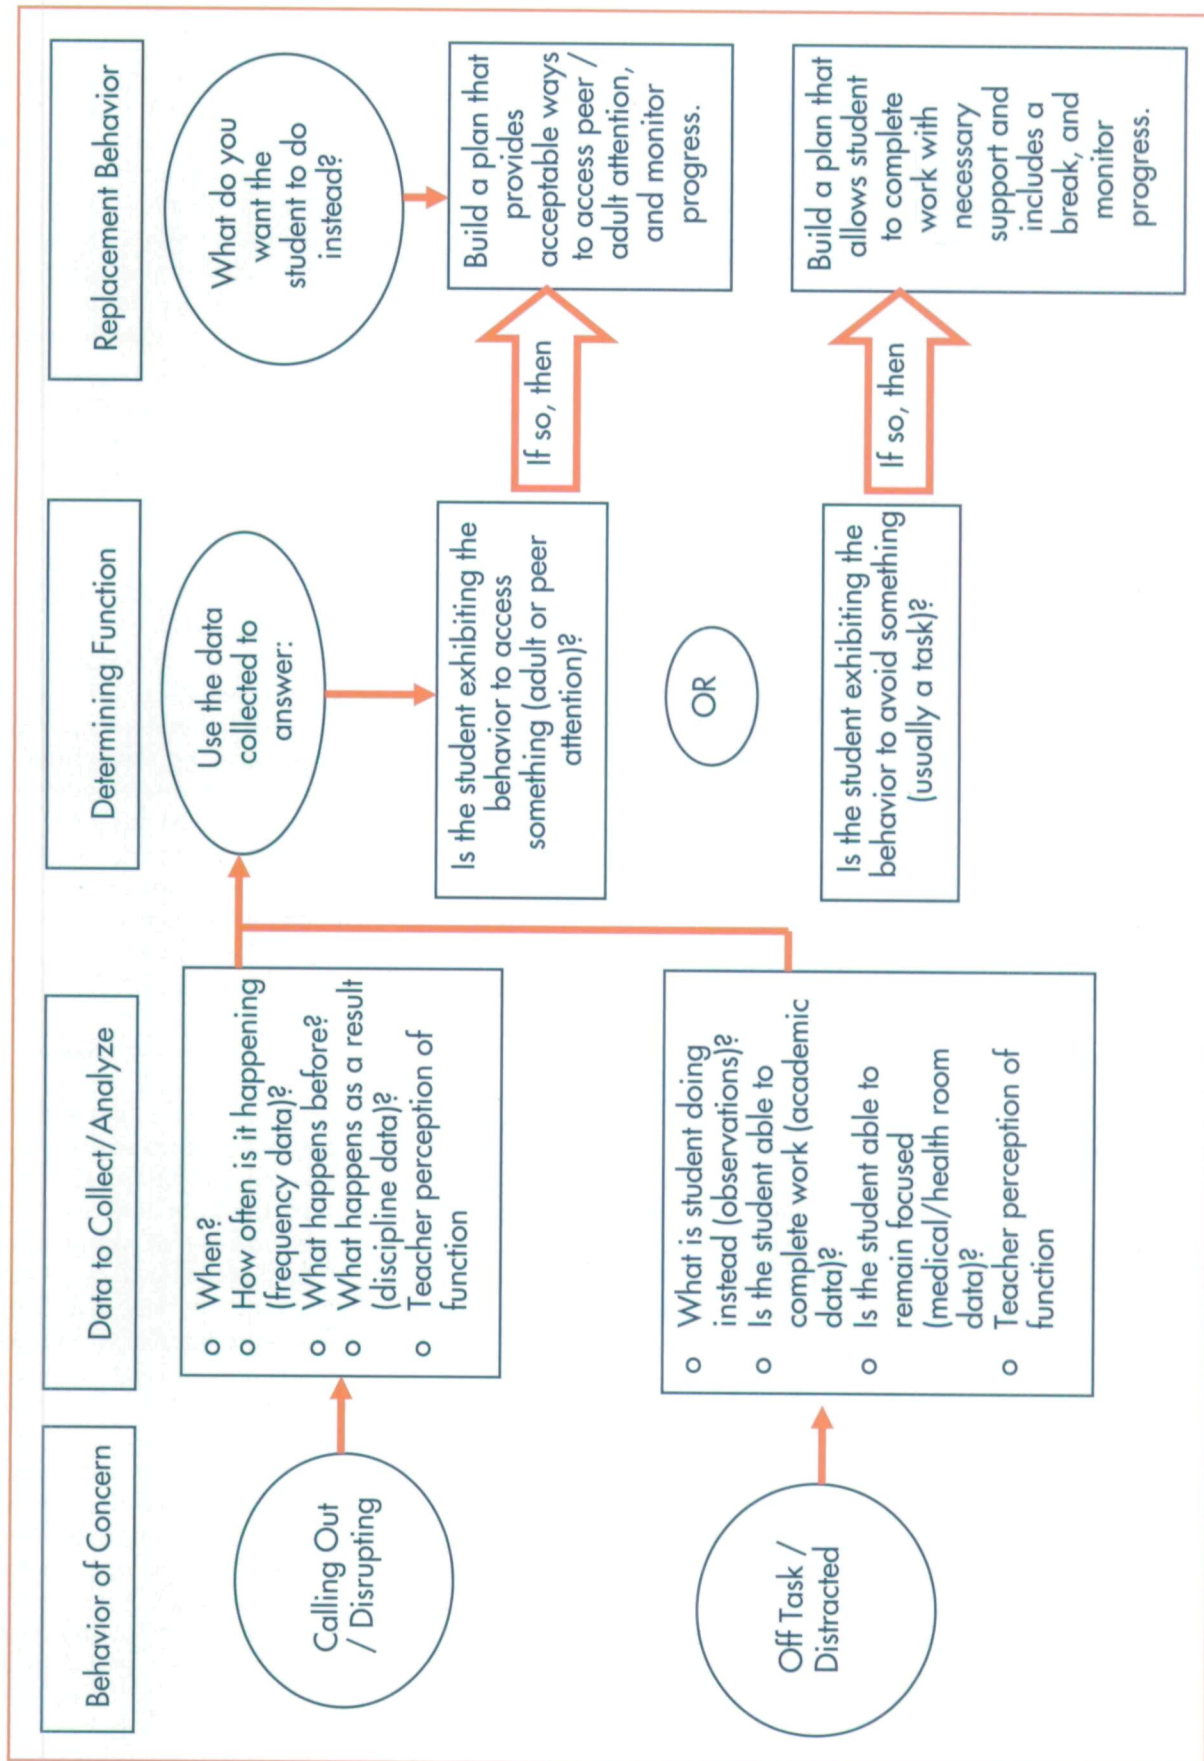 Behavior of Concern
Data to Collect/Analyze
Determining Function
Replacement Behavior
Calling Out
/ Disrupting
o When?
o How often is it happening
(frequency data)?
o What happens before?
o What happens as a result
(discipline data)?
o Teacher perception of
function
Use the data
collected to
answer:
What do you
want the
student to do
instead?
Is the student exhibiting the
behavior to access
something (adult or peer
attention)?
If so, then
Build a plan that
provides
acceptable ways
to access peer /
adult attention,
and monitor
progress.
OR
Off Task /
Distracted
o What is student doing
instead (observations)?
o Is the student able to
complete work (academic
data)?
o Is the student able to
remain focused
(medical/health room
data)?
o Teacher perception of
function
Is the student exhibiting the
behavior to avoid something
(usually a task)?
If so, then
Build a plan that
allows student
to complete
work with
necessary
support and
includes a
break, and
monitor
progress.